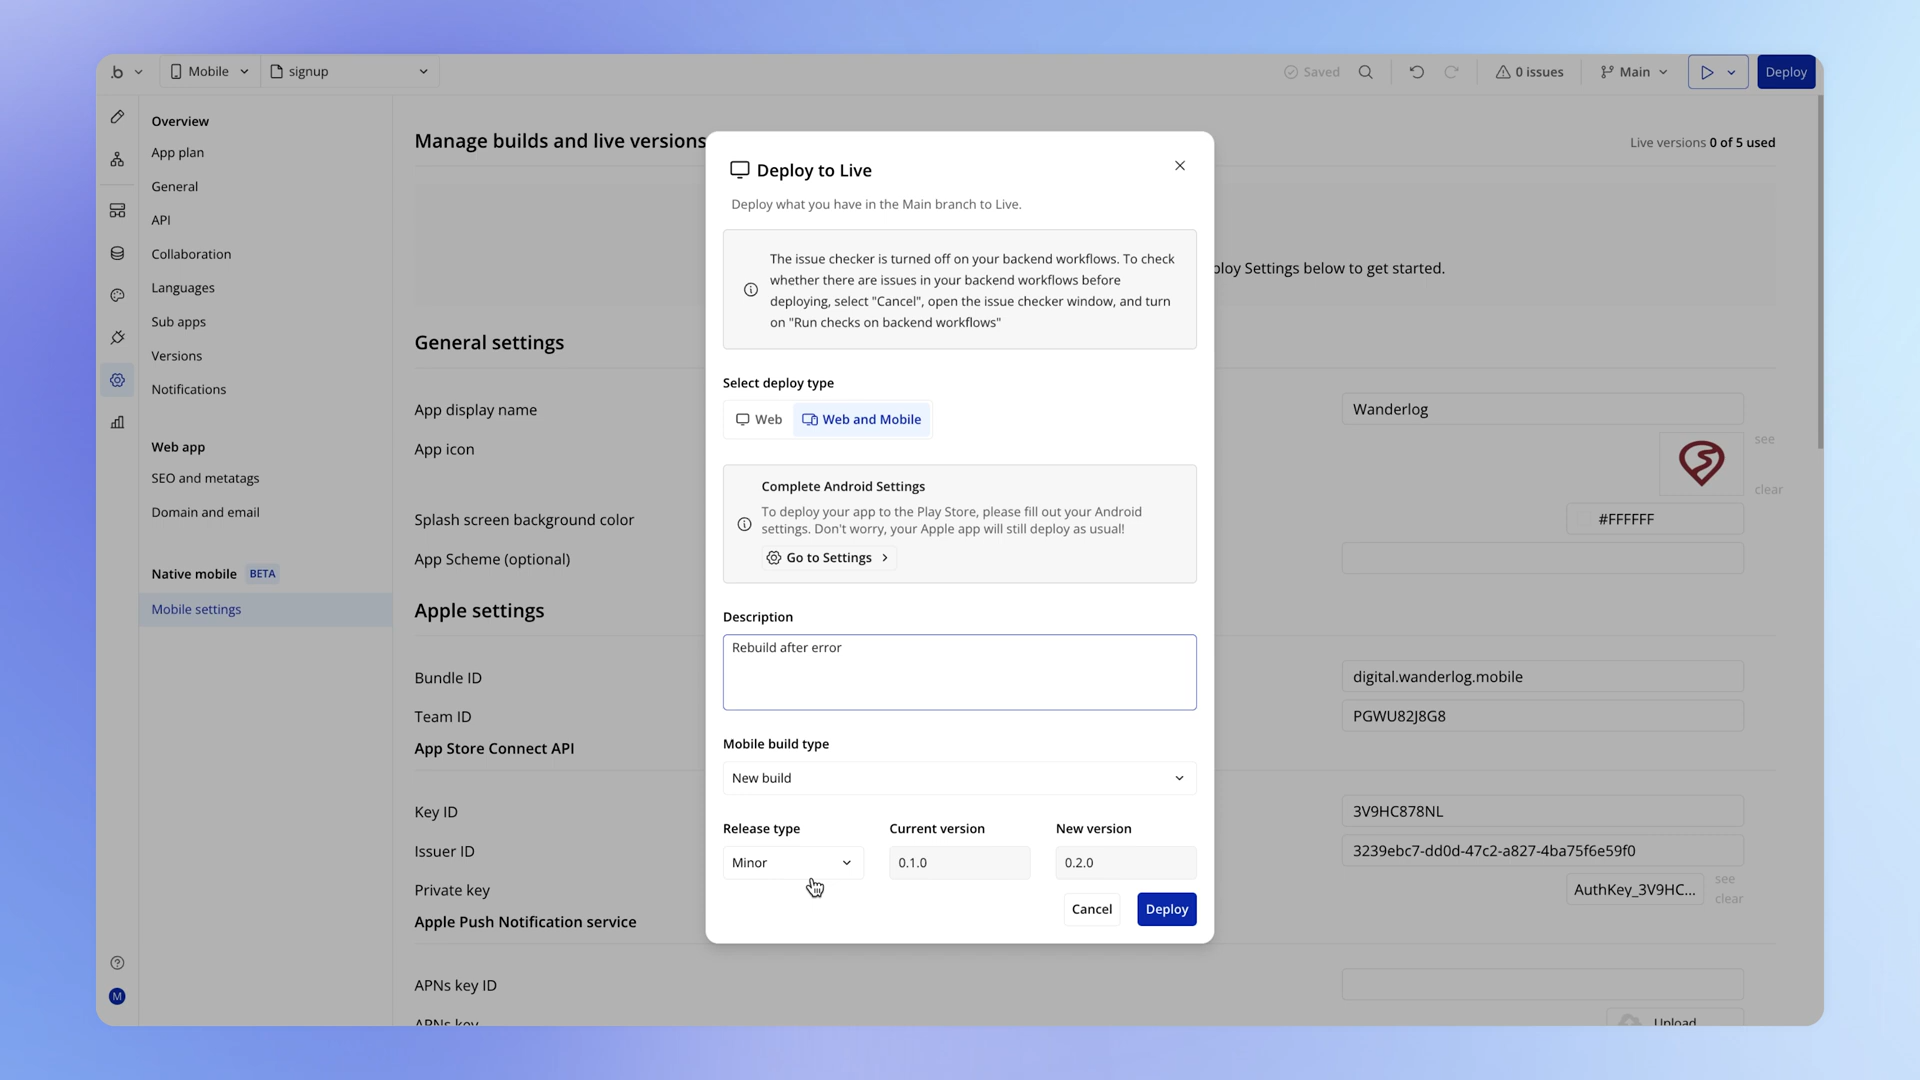 .b
Mobile
signup
Saved
0 issues
Main
Deploy
Overview
App plan
General
API
Collaboration
Languages
Sub apps
Versions
Notifications
Web app
SEO and metatags
Domain and email
Native mobile BETA
Mobile settings
M
Manage builds and live versions
Live versions 0 of 5 used
ploy Settings below to get started.
General settings
App display name
Wanderlog
App icon
see
clear
Splash screen background color
#FFFFFF
App Scheme (optional)
Apple settings
Bundle ID
digital.wanderlog.mobile
Team ID
PGWU82J8G8
App Store Connect API
Key ID
3V9HC878NL
Issuer ID
3239ebc7-dd0d-47c2-a827-4ba75f6e59f0
Private key
AuthKey_3V9HC...
see
clear
Apple Push Notification service
APNs key ID
APNs key
Upload
Deploy to Live
Deploy what you have in the Main branch to Live.
The issue checker is turned off on your backend workflows. To check
whether there are issues in your backend workflows before
deploying, select "Cancel", open the issue checker window, and turn
on "Run checks on backend workflows"
Select deploy type
Web
Web and Mobile
Complete Android Settings
To deploy your app to the Play Store, please fill out your Android
settings. Don't worry, your Apple app will still deploy as usual!
Go to Settings
Description
Rebuild after error
Mobile build type
New build
Release type
Current version
New version
Minor
0.1.0
0.2.0
Cancel
Deploy